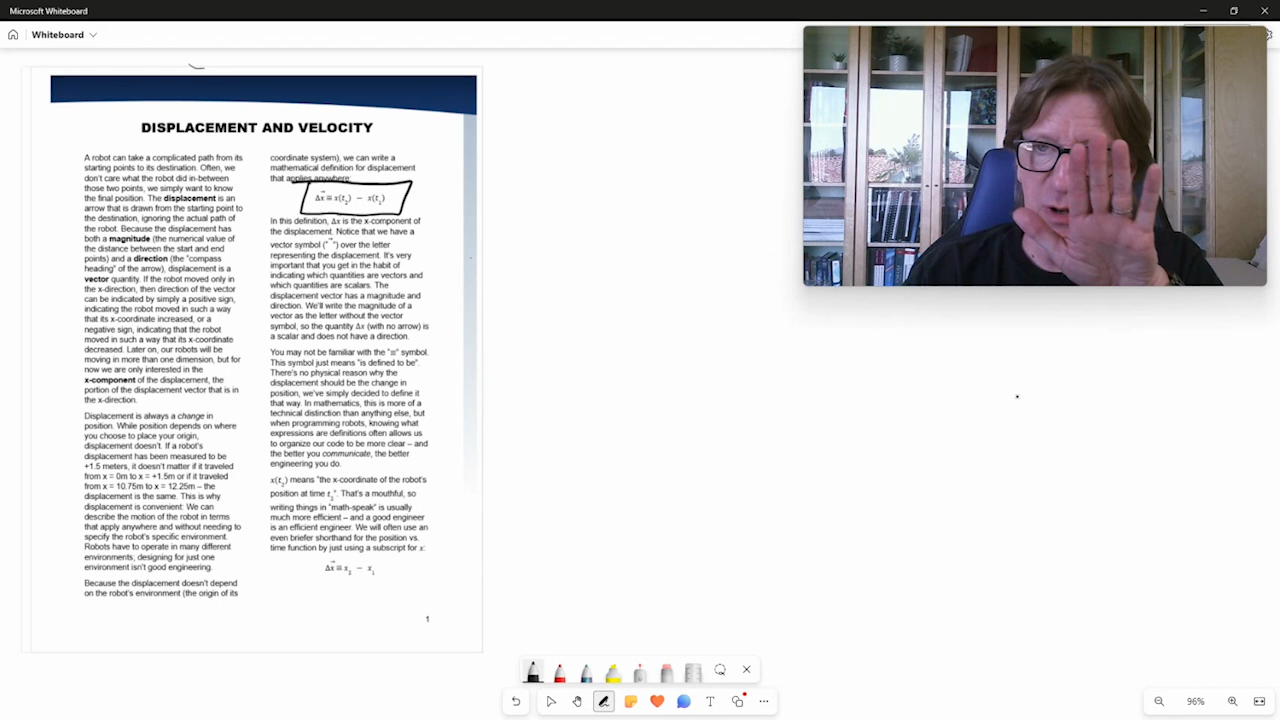 Microsoft Whiteboard
Whiteboard
DISPLACEMENT AND VELOCITY
A robot can take a complicated path from its
starting points to its destination. Often, we
don't care what the robot did in-between
those two points, we simply want to know
the final position. The displacement is an
arrow that is drawn from the starting point to
the destination, ignoring the actual path of
the robot. Because the displacement has
both a magnitude (the numerical value of
the distance between the start and end
points) and a direction (the "compass
heading" of the arrow), displacement is a
vector quantity. If the robot moved only in
the x-direction, then direction of the vector
can be indicated by simply a positive sign,
indicating the robot moved in such a way
that its x-coordinate increased, or a
negative sign, indicating that the robot
moved in such a way that its x-coordinate
decreased. Later on, our robots will be
moving in more than one dimension, but for
now we are only interested in the
x-component of the displacement, the
portion of the displacement vector that is in
the x-direction.
Displacement is always a change in
position. While position depends on where
you choose to place your origin,
displacement doesn't. If a robot's
displacement has been measured to be
+1.5 meters, it doesn't matter if it traveled
from x = 0m to x = +1.5m or if it traveled
from x = 10.75m to x = 12.25m – the
displacement is the same. This is why
displacement is convenient: We can
describe the motion of the robot in terms
that apply anywhere and without needing to
specify the robot's specific environment.
Robots have to operate in many different
environments; designing for just one
environment isn't good engineering.
Because the displacement doesn't depend
on the robot's environment (the origin of its
coordinate system), we can write a
mathematical definition for displacement
that applies anywhere:
Δx⃗ ≡ x(t₂) − x(t₁)
In this definition, Δx is the x-component of
the displacement. Notice that we have a
vector symbol ("→") over the letter
representing the displacement. It's very
important that you get in the habit of
indicating which quantities are vectors and
which quantities are scalars. The
displacement vector has a magnitude and
direction. We'll write the magnitude of a
vector as the letter without the vector
symbol, so the quantity Δx (with no arrow) is
a scalar and does not have a direction.
You may not be familiar with the "≡" symbol.
This symbol just means "is defined to be".
There's no physical reason why the
displacement should be the change in
position, we've simply decided to define it
that way. In mathematics, this is more of a
technical distinction than anything else, but
when programming robots, knowing what
expressions are definitions often allows us
to organize our code to be more clear – and
the better you communicate, the better
engineering you do.
x(t₂) means "the x-coordinate of the robot's
position at time t₂". That's a mouthful, so
writing things in "math-speak" is usually
much more efficient – and a good engineer
is an efficient engineer. We will often use an
even briefer shorthand for the position vs.
time function by just using a subscript for x:
Δx⃗ ≡ x₂ − x₁
1
96%